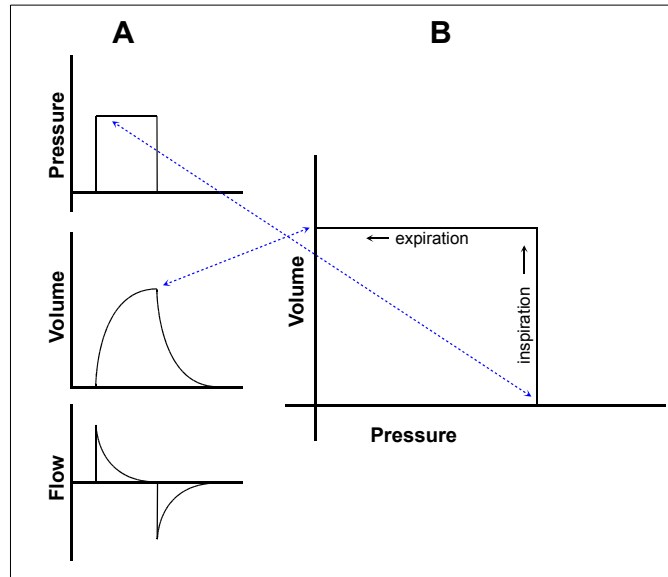 A
B
Pressure
Volume
Flow
Volume
expiration
inspiration
Pressure